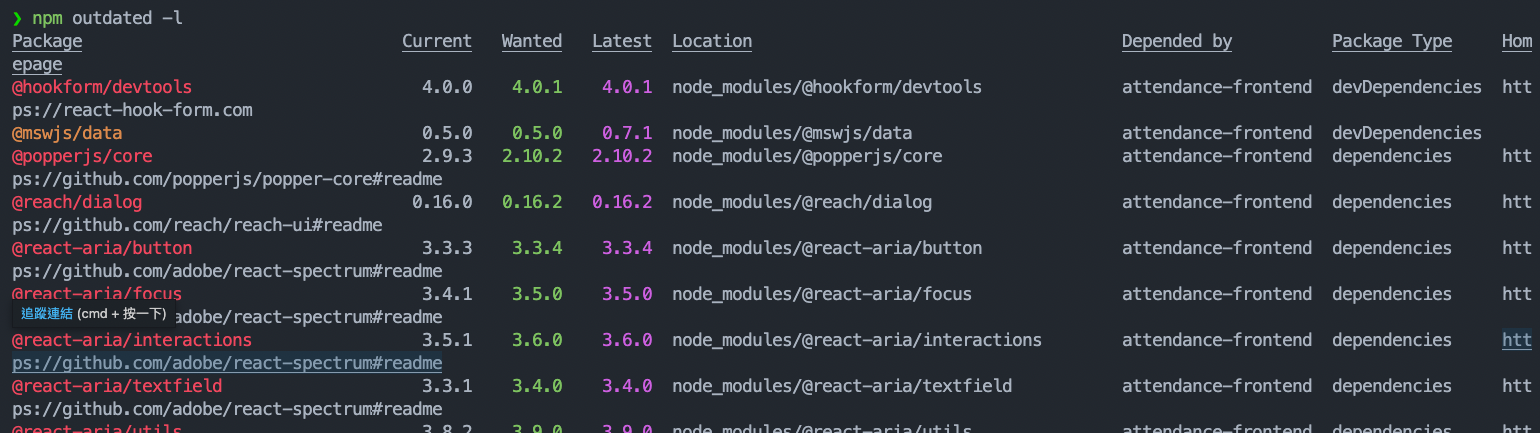 ❯ npm outdated -l
Package Current Wanted Latest Location Depended by Package Type Hom
epage
@hookform/devtools 4.0.0 4.0.1 4.0.1 node_modules/@hookform/devtools attendance-frontend devDependencies htt
ps://react-hook-form.com
@mswjs/data 0.5.0 0.5.0 0.7.1 node_modules/@mswjs/data attendance-frontend devDependencies
@popperjs/core 2.9.3 2.10.2 2.10.2 node_modules/@popperjs/core attendance-frontend dependencies htt
ps://github.com/popperjs/popper-core#readme
@reach/dialog 0.16.0 0.16.2 0.16.2 node_modules/@reach/dialog attendance-frontend dependencies htt
ps://github.com/reach/reach-ui#readme
@react-aria/button 3.3.3 3.3.4 3.3.4 node_modules/@react-aria/button attendance-frontend dependencies htt
ps://github.com/adobe/react-spectrum#readme
@react-aria/focus 3.4.1 3.5.0 3.5.0 node_modules/@react-aria/focus attendance-frontend dependencies htt
追蹤連結 (cmd + 按一下) adobe/react-spectrum#readme
@react-aria/interactions 3.5.1 3.6.0 3.6.0 node_modules/@react-aria/interactions attendance-frontend dependencies htt
ps://github.com/adobe/react-spectrum#readme
@react-aria/textfield 3.3.1 3.4.0 3.4.0 node_modules/@react-aria/textfield attendance-frontend dependencies htt
ps://github.com/adobe/react-spectrum#readme
@react-aria/utils 3.8.2 3.9.0 3.9.0 node_modules/@react-aria/utils attendance-frontend dependencies htt